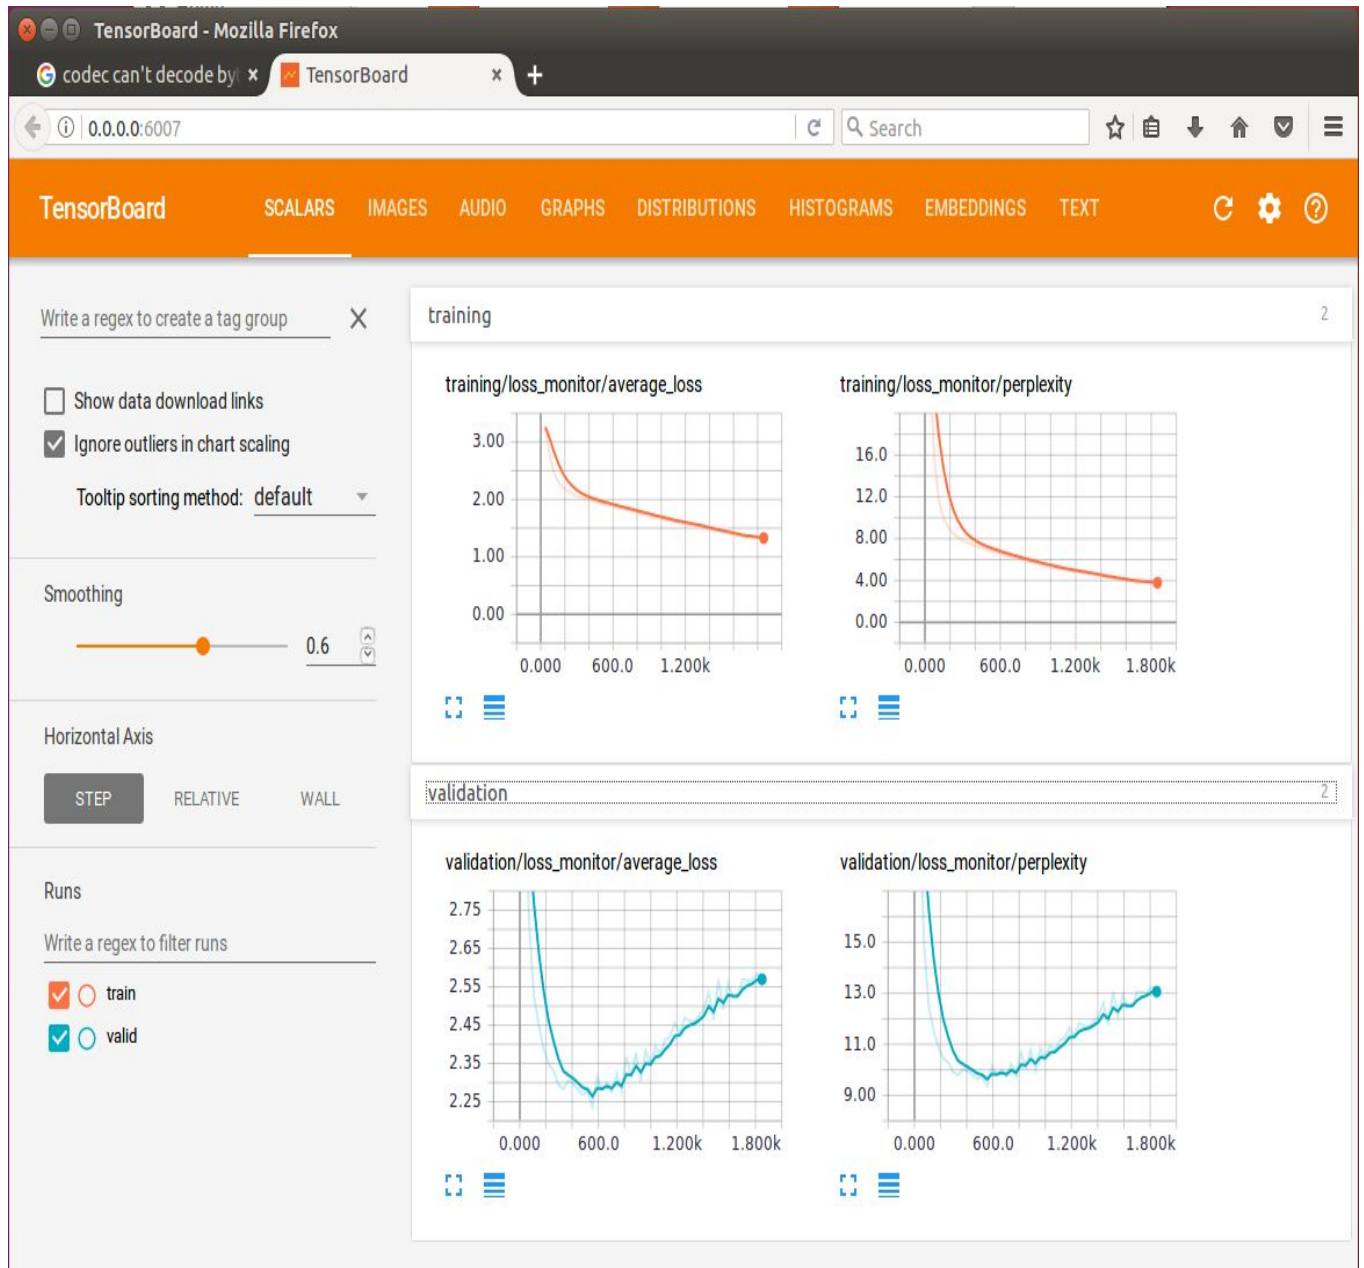 TensorBoard - Mozilla Firefox
codec can't decode by
TensorBoard
0.0.0.0:6007
Search
TensorBoard
SCALARS IMAGES AUDIO GRAPHS DISTRIBUTIONS HISTOGRAMS EMBEDDINGS TEXT
Write a regex to create a tag group
Show data download links
Ignore outliers in chart scaling
Tooltip sorting method: default
Smoothing
0.6
Horizontal Axis
STEP RELATIVE WALL
Runs
Write a regex to filter runs
train
valid
training 2
training/loss_monitor/average_loss
3.00
2.00
1.00
0.00
0.000 600.0 1.200k
training/loss_monitor/perplexity
16.0
12.0
8.00
4.00
0.00
0.000 600.0 1.200k 1.800k
validation 2
validation/loss_monitor/average_loss
2.75
2.65
2.55
2.45
2.35
2.25
0.000 600.0 1.200k 1.800k
validation/loss_monitor/perplexity
15.0
13.0
11.0
9.00
0.000 600.0 1.200k 1.800k